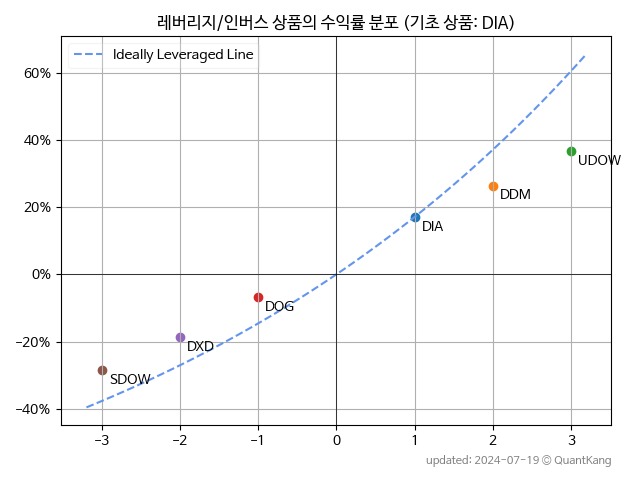 레버리지/인버스 상품의 수익률 분포 (기초 상품: DIA)
Ideally Leveraged Line
60%
40%
20%
0%
−20%
−40%
UDOW
DDM
DIA
DOG
DXD
SDOW
−3 −2 −1 0 1 2 3
updated: 2024-07-19 © QuantKang